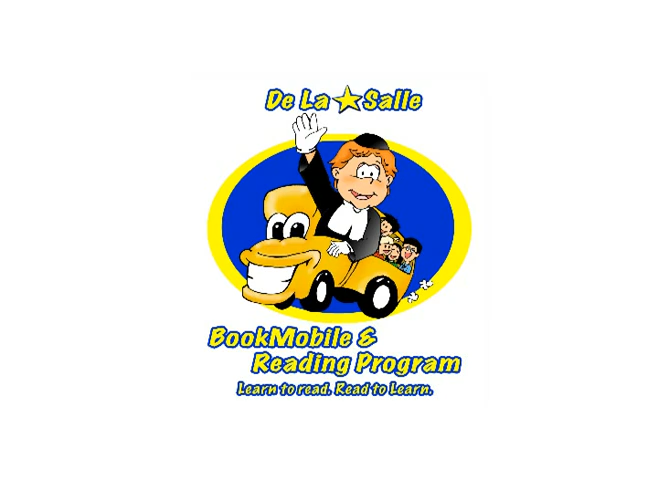 De La Salle
BookMobile &
Reading Program
Learn to read. Read to Learn.